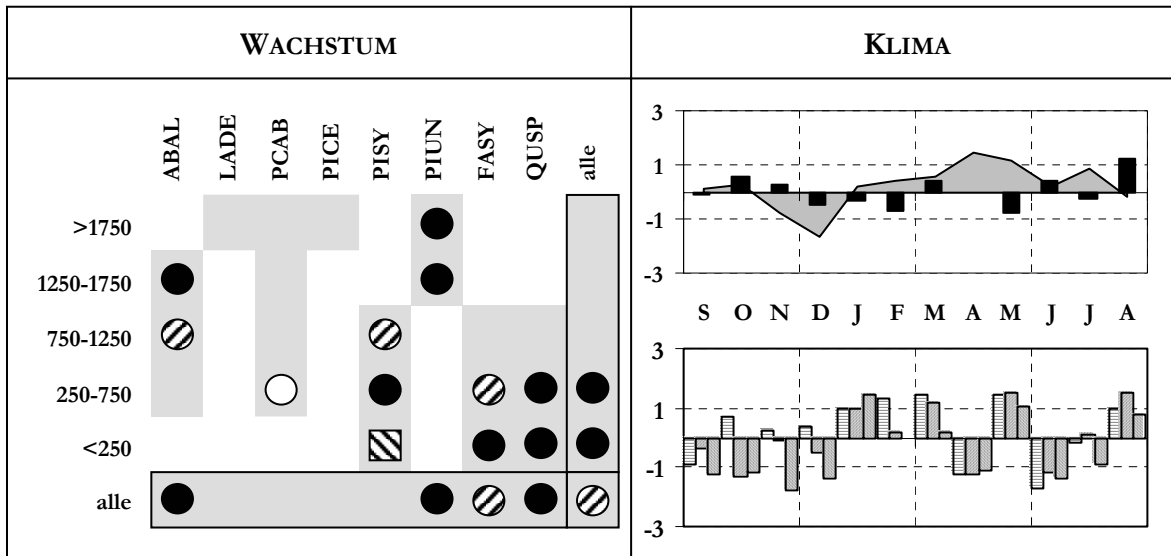 WACHSTUM
KLIMA
ABAL LADE PCAB PICE PISY PIUN FASY QUSP alle
>1750
1250-1750
750-1250
250-750
<250
alle
3
1
-1
-3
S O N D J F M A M J J A
3
1
-1
-3